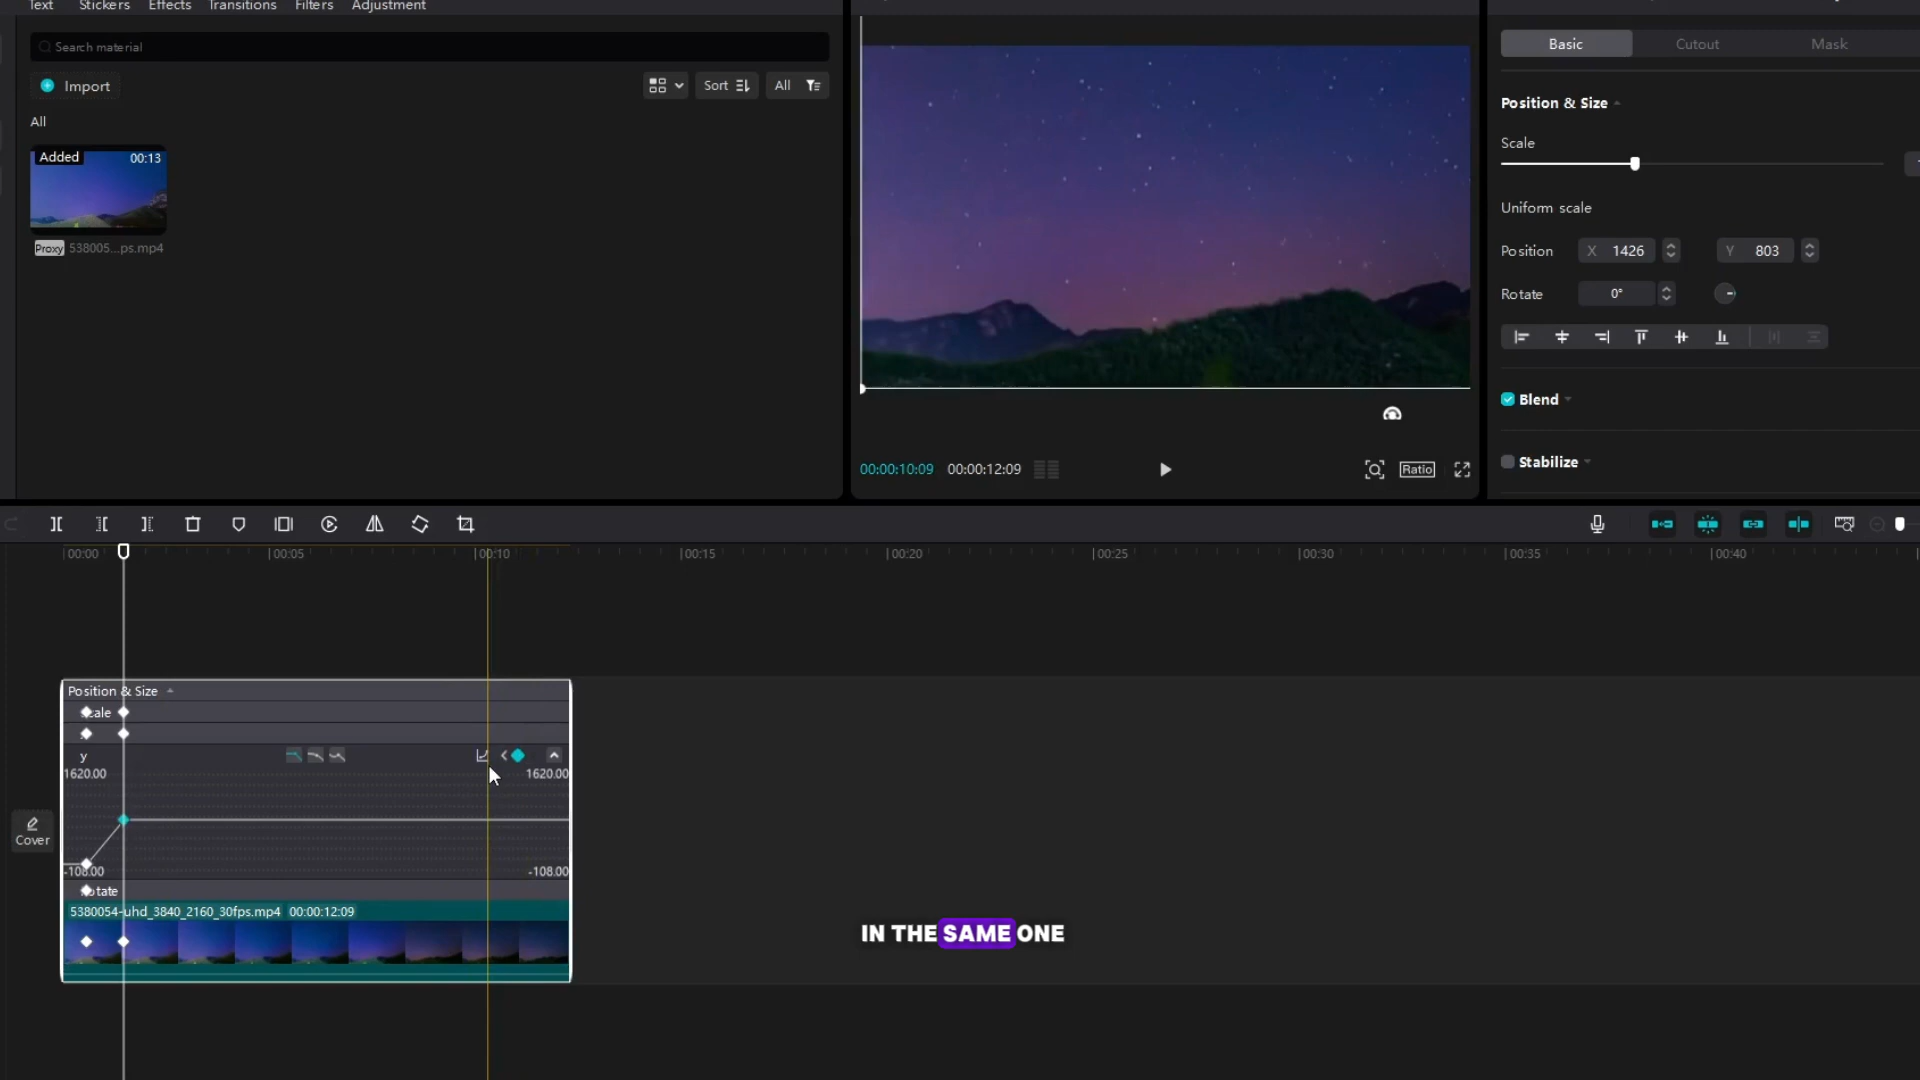 Text Stickers Effects Transitions Filters Adjustment
Search material
Import
Sort
All
All
Added 00:13
Proxy 538005...ps.mp4
00:00:10:09 00:00:12:09
Ratio
Basic Cutout Mask
Position & Size
Scale
Uniform scale
Position X 1426 Y 803
Rotate 0°
Blend
Stabilize
00:00 00:05 00:10 00:15 00:20 00:25 00:30 00:35 00:40
Position & Size
y
1620.00 1620.00
-108.00 -108.00
5380054-uhd_3840_2160_30fps.mp4 00:00:12:09
Cover
IN THE SAME ONE